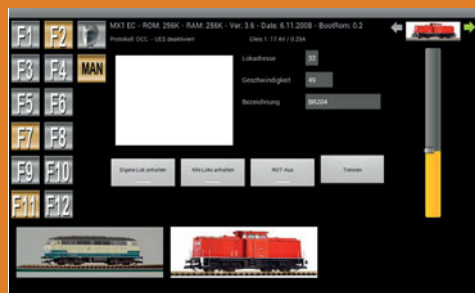 MX1 EC - ROM: 256K - RAM: 256K - Ver: 3.6 - Date: 6.11.2008 - Bootfrom: 0.2
Protokoll: DCC - UES deaktiviert Gleis 1: 17.4V / 0.29A
F1 F2
F3 F4 MAN
F5 F6
F7 F8
F9 F10
F11 F12
Lokadresse 32
Geschwindigkeit 49
Bezeichnung BR204
Eigene Lok anhalten Alle Loks anhalten NOT-Aus Trennen